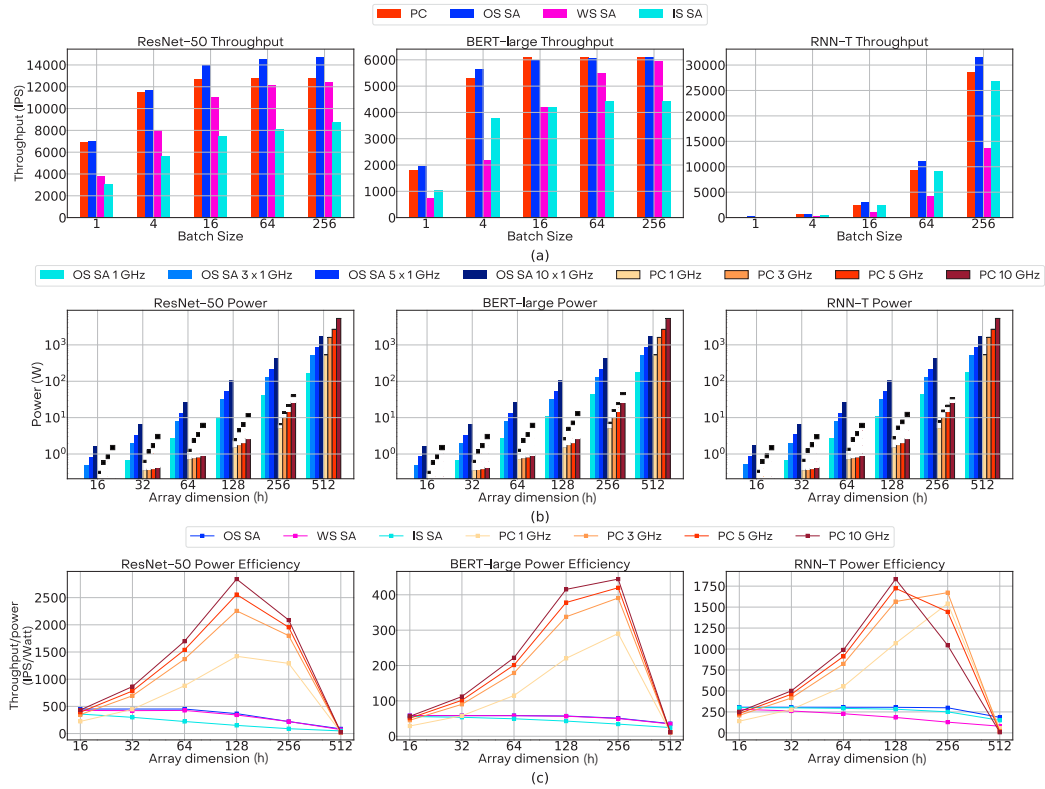 PC OS SA WS SA IS SA
ResNet-50 Throughput BERT-large Throughput RNN-T Throughput
Throughput (IPS)
14000
12000
10000
8000
6000
4000
2000
0
6000
5000
4000
3000
2000
1000
0
30000
25000
20000
15000
10000
5000
0
1 4 16 64 256 1 4 16 64 256 1 4 16 64 256
Batch Size Batch Size Batch Size
(a)
OS SA 1 GHz OS SA 3 x 1 GHz OS SA 5 x 1 GHz OS SA 10 x 1 GHz PC 1 GHz PC 3 GHz PC 5 GHz PC 10 GHz
ResNet-50 Power BERT-large Power RNN-T Power
Power (W)
10³
10²
10¹
10⁰
10³
10²
10¹
10⁰
10³
10²
10¹
10⁰
16 32 64 128 256 512 16 32 64 128 256 512 16 32 64 128 256 512
Array dimension (h) Array dimension (h) Array dimension (h)
(b)
OS SA WS SA IS SA PC 1 GHz PC 3 GHz PC 5 GHz PC 10 GHz
ResNet-50 Power Efficiency BERT-large Power Efficiency RNN-T Power Efficiency
Throughput/power
(IPS/Watt)
2500
2000
1500
1000
500
0
400
300
200
100
0
1750
1500
1250
1000
750
500
250
0
16 32 64 128 256 512 16 32 64 128 256 512 16 32 64 128 256 512
Array dimension (h) Array dimension (h) Array dimension (h)
(c)